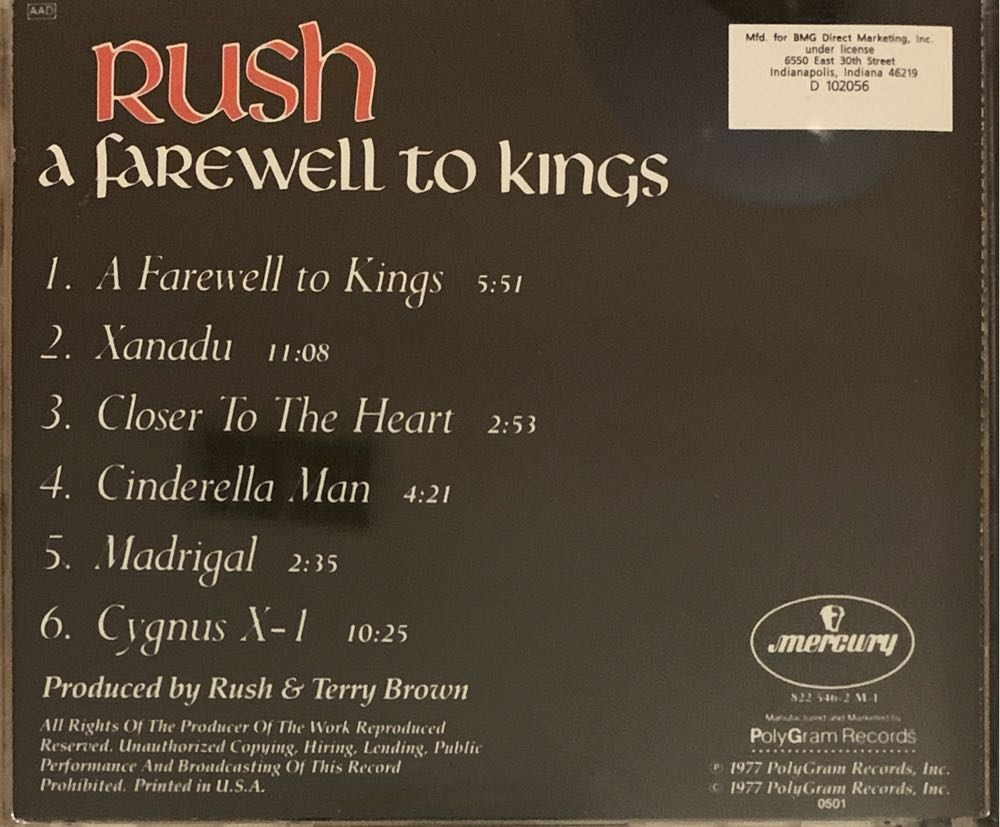 AAD
Rush
a farewell to kings
Mfd. for BMG Direct Marketing, Inc.
under license
6550 East 30th Street
Indianapolis, Indiana 46219
D 102056
1. A Farewell to Kings 5:51
2. Xanadu 11:08
3. Closer To The Heart 2:53
4. Cinderella Man 4:21
5. Madrigal 2:35
6. Cygnus X-1 10:25
Produced by Rush & Terry Brown
All Rights Of The Producer Of The Work Reproduced
Reserved. Unauthorized Copying, Hiring, Lending, Public
Performance And Broadcasting Of This Record
Prohibited. Printed in U.S.A.
mercury
822 546-2 M-1
Manufactured and Marketed by
PolyGram Records
℗ 1977 PolyGram Records, Inc.
© 1977 PolyGram Records, Inc.
0501